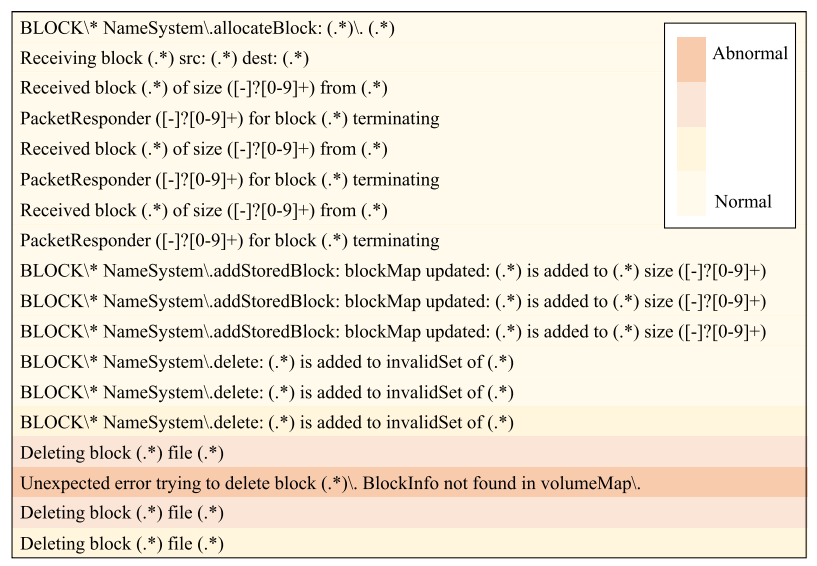 BLOCK\* NameSystem\.allocateBlock: (.*)\. (.*)
Receiving block (.*) src: (.*) dest: (.*)
Received block (.*) of size ([-]?[0-9]+) from (.*)
PacketResponder ([-]?[0-9]+) for block (.*) terminating
Received block (.*) of size ([-]?[0-9]+) from (.*)
PacketResponder ([-]?[0-9]+) for block (.*) terminating
Received block (.*) of size ([-]?[0-9]+) from (.*)
PacketResponder ([-]?[0-9]+) for block (.*) terminating
BLOCK\* NameSystem\.addStoredBlock: blockMap updated: (.*) is added to (.*) size ([-]?[0-9]+)
BLOCK\* NameSystem\.addStoredBlock: blockMap updated: (.*) is added to (.*) size ([-]?[0-9]+)
BLOCK\* NameSystem\.addStoredBlock: blockMap updated: (.*) is added to (.*) size ([-]?[0-9]+)
BLOCK\* NameSystem\.delete: (.*) is added to invalidSet of (.*)
BLOCK\* NameSystem\.delete: (.*) is added to invalidSet of (.*)
BLOCK\* NameSystem\.delete: (.*) is added to invalidSet of (.*)
Deleting block (.*) file (.*)
Unexpected error trying to delete block (.*)\. BlockInfo not found in volumeMap\.
Deleting block (.*) file (.*)
Deleting block (.*) file (.*)
Abnormal
Normal